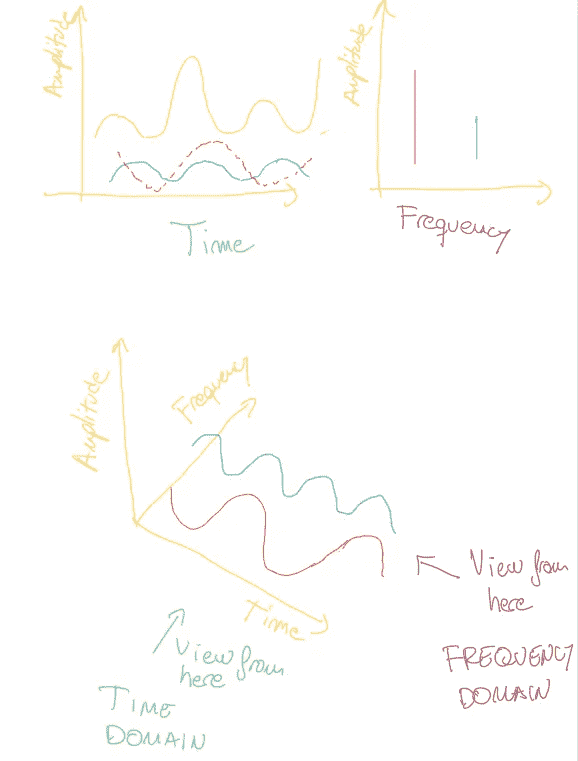 Amplitude
Time
Amplitude
Frequency
Amplitude
Frequency
Time
View from
here
TIME
DOMAIN
View from
here
FREQUENCY
DOMAIN